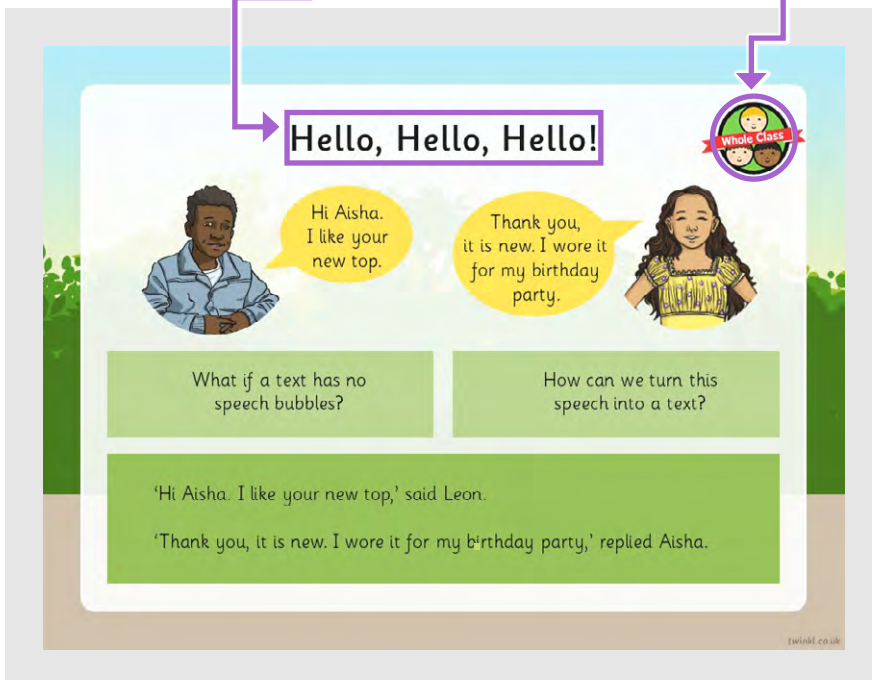 Hello, Hello, Hello!
Whole Class
Hi Aisha.
I like your
new top.
Thank you,
it is new. I wore it
for my birthday
party.
What if a text has no
speech bubbles?
How can we turn this
speech into a text?
‘Hi Aisha. I like your new top,’ said Leon.
‘Thank you, it is new. I wore it for my birthday party,’ replied Aisha.
twinkl.co.uk